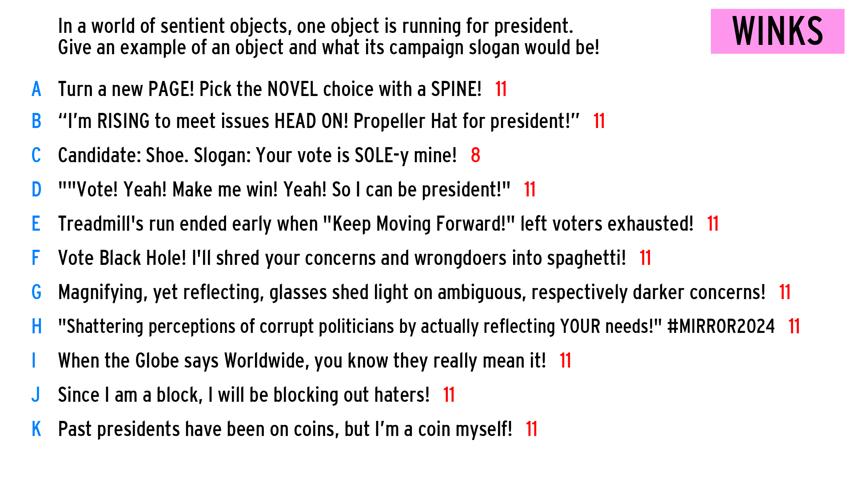 In a world of sentient objects, one object is running for president.
Give an example of an object and what its campaign slogan would be!
WINKS
A Turn a new PAGE! Pick the NOVEL choice with a SPINE! 11
B “I’m RISING to meet issues HEAD ON! Propeller Hat for president!” 11
C Candidate: Shoe. Slogan: Your vote is SOLE-y mine! 8
D ""Vote! Yeah! Make me win! Yeah! So I can be president!" 11
E Treadmill's run ended early when "Keep Moving Forward!" left voters exhausted! 11
F Vote Black Hole! I'll shred your concerns and wrongdoers into spaghetti! 11
G Magnifying, yet reflecting, glasses shed light on ambiguous, respectively darker concerns! 11
H "Shattering perceptions of corrupt politicians by actually reflecting YOUR needs!" #MIRROR2024 11
I When the Globe says Worldwide, you know they really mean it! 11
J Since I am a block, I will be blocking out haters! 11
K Past presidents have been on coins, but I’m a coin myself! 11